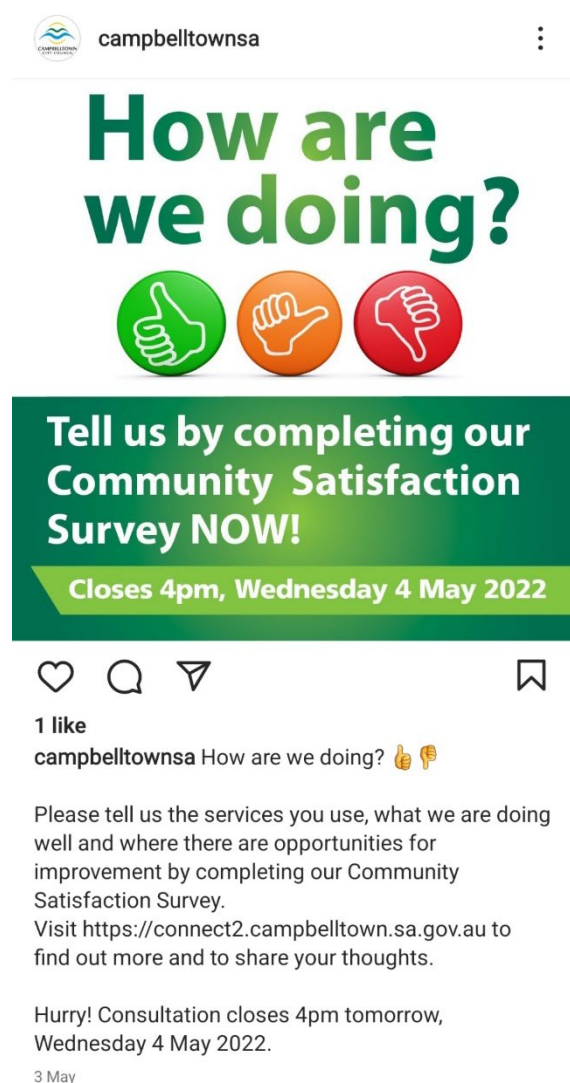 CAMPBELLTOWN
CITY COUNCIL
campbelltownsa
How are
we doing?
Tell us by completing our
Community Satisfaction
Survey NOW!
Closes 4pm, Wednesday 4 May 2022
1 like
campbelltownsa How are we doing? 👍👎
Please tell us the services you use, what we are doing
well and where there are opportunities for
improvement by completing our Community
Satisfaction Survey.
Visit https://connect2.campbelltown.sa.gov.au to
find out more and to share your thoughts.
Hurry! Consultation closes 4pm tomorrow,
Wednesday 4 May 2022.
3 May